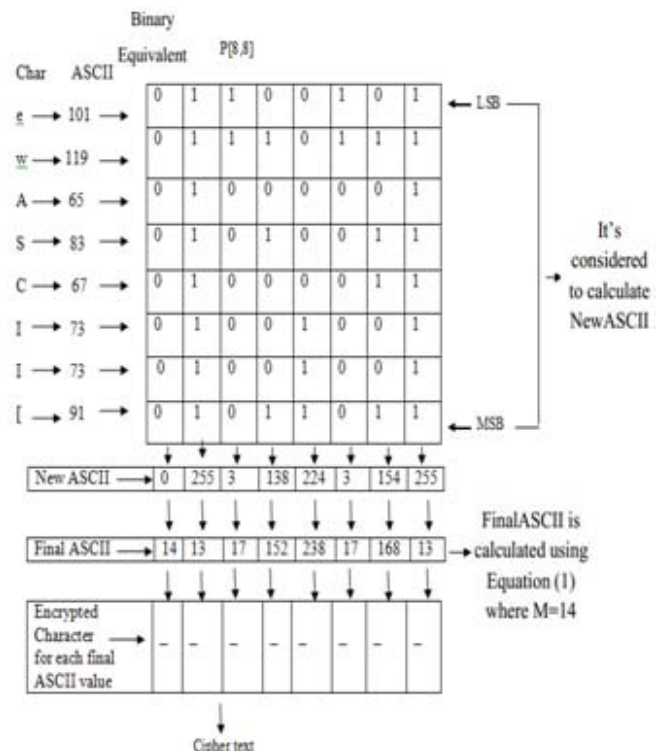 Binary
Equivalent P[8,8]
Char ASCII
e 101 0 1 1 0 0 1 0 1 LSB
w 119 0 1 1 1 0 1 1 1
A 65 0 1 0 0 0 0 0 1
S 83 0 1 0 1 0 0 1 1
C 67 0 1 0 0 0 0 1 1
I 73 0 1 0 0 1 0 0 1
I 73 0 1 0 0 1 0 0 1
[ 91 0 1 0 1 1 0 1 1 MSB
It's
considered
to calculate
NewASCII
New ASCII 0 255 3 138 224 3 154 255
Final ASCII 14 13 17 152 238 17 168 13
FinalASCII is
calculated using
Equation (1)
where M=14
Encrypted
Character
for each final
ASCII value
_ _ _ _ _ _ _ _
Cipher text